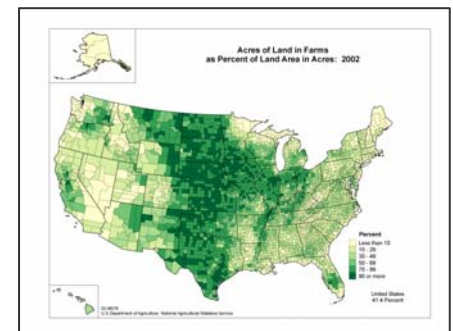 Acres of Land in Farms
as Percent of Land Area in Acres: 2002
Percent
Less than 10
10 - 29
30 - 49
50 - 69
70 - 89
90 or more
United States
41.4 Percent
U.S. Department of Agriculture, National Agricultural Statistics Service